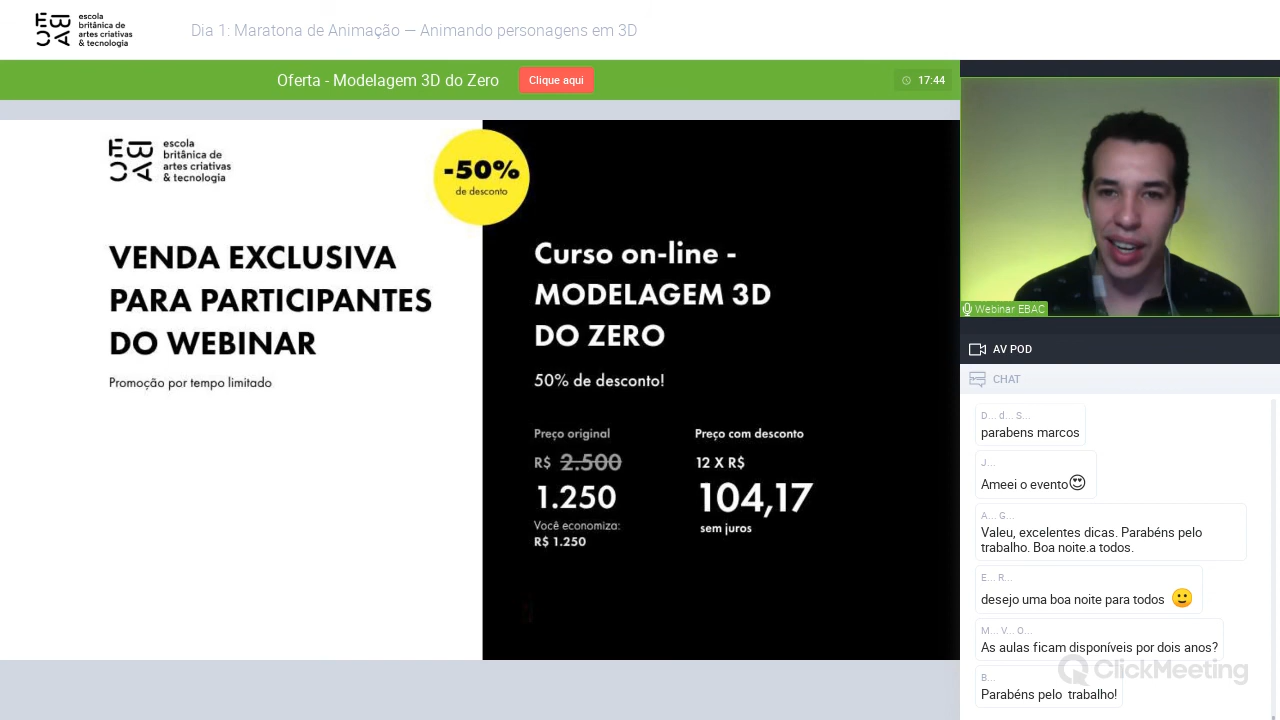 escola
britânica de
artes criativas
& tecnologia
Dia 1: Maratona de Animação — Animando personagens em 3D
Oferta - Modelagem 3D do Zero
Clique aqui
17:44
EBAC
escola
britânica de
artes criativas
& tecnologia
-50%
de desconto
VENDA EXCLUSIVA
PARA PARTICIPANTES
DO WEBINAR
Promoção por tempo limitado
Curso on-line -
MODELAGEM 3D
DO ZERO
50% de desconto!
Preço original
R$ 2.500
1.250
Você economiza:
R$ 1.250
Preço com desconto
12 X R$
104,17
sem juros
Webinar EBAC
AV POD
CHAT
D... d... S...
parabens marcos
J...
Ameei o evento😍
A... G...
Valeu, excelentes dicas. Parabéns pelo
trabalho. Boa noite.a todos.
E... R...
desejo uma boa noite para todos 🙂
M... V... O...
As aulas ficam disponíveis por dois anos?
ClickMeeting
B...
Parabéns pelo  trabalho!